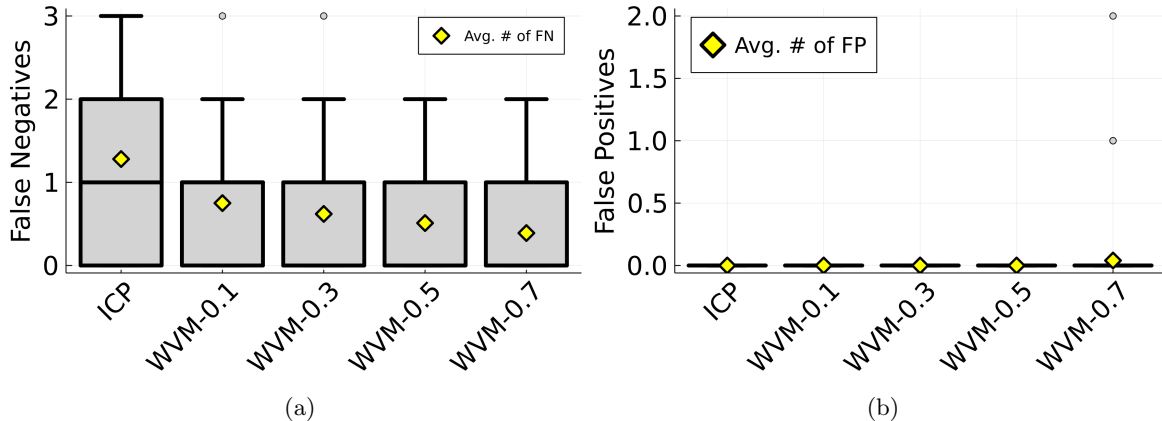 False Negatives
3
2
1
0
Avg. # of FN
ICP
WVM-0.1
WVM-0.3
WVM-0.5
WVM-0.7
(a)
False Positives
2.0
1.5
1.0
0.5
0.0
Avg. # of FP
ICP
WVM-0.1
WVM-0.3
WVM-0.5
WVM-0.7
(b)